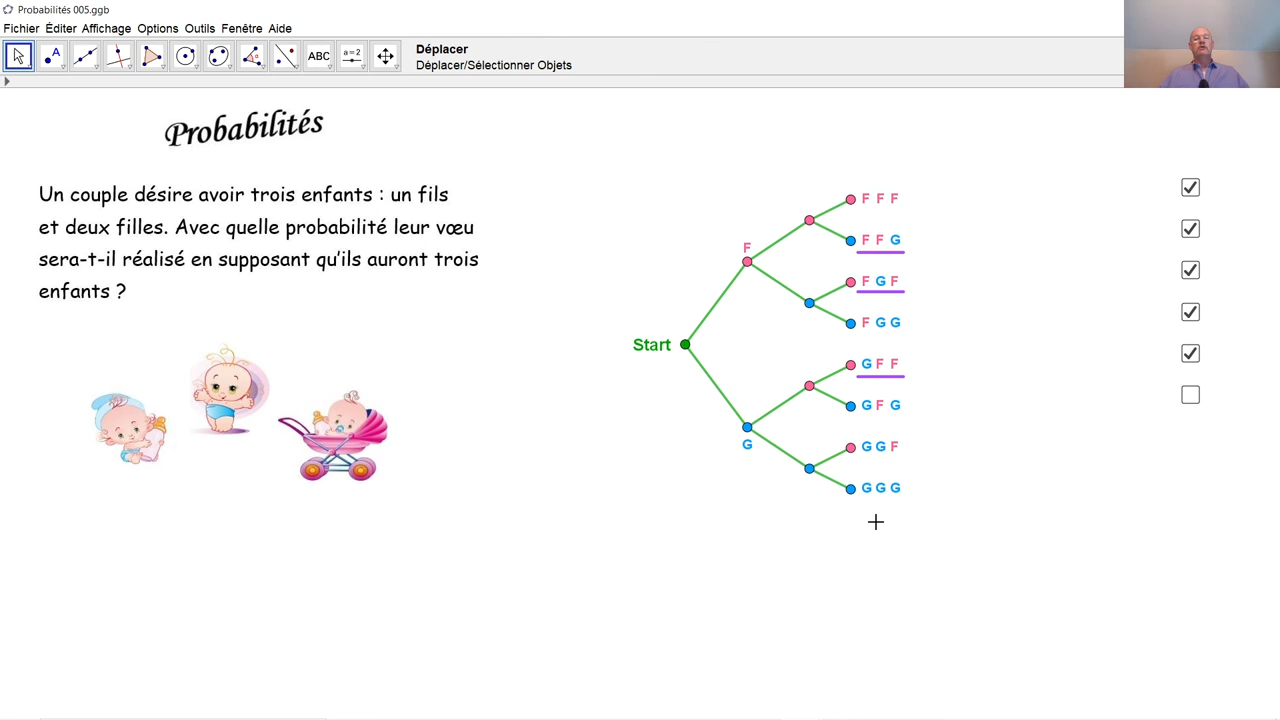 Probabilités 005.ggb
Fichier Éditer Affichage Options Outils Fenêtre Aide
A
ABC
a=2
Déplacer
Déplacer/Sélectionner Objets
Probabilités
Un couple désire avoir trois enfants : un fils
et deux filles. Avec quelle probabilité leur vœu
sera-t-il réalisé en supposant qu'ils auront trois
enfants ?
Start
F
G
F F F
F F G
F G F
F G G
G F F
G F G
G G F
G G G